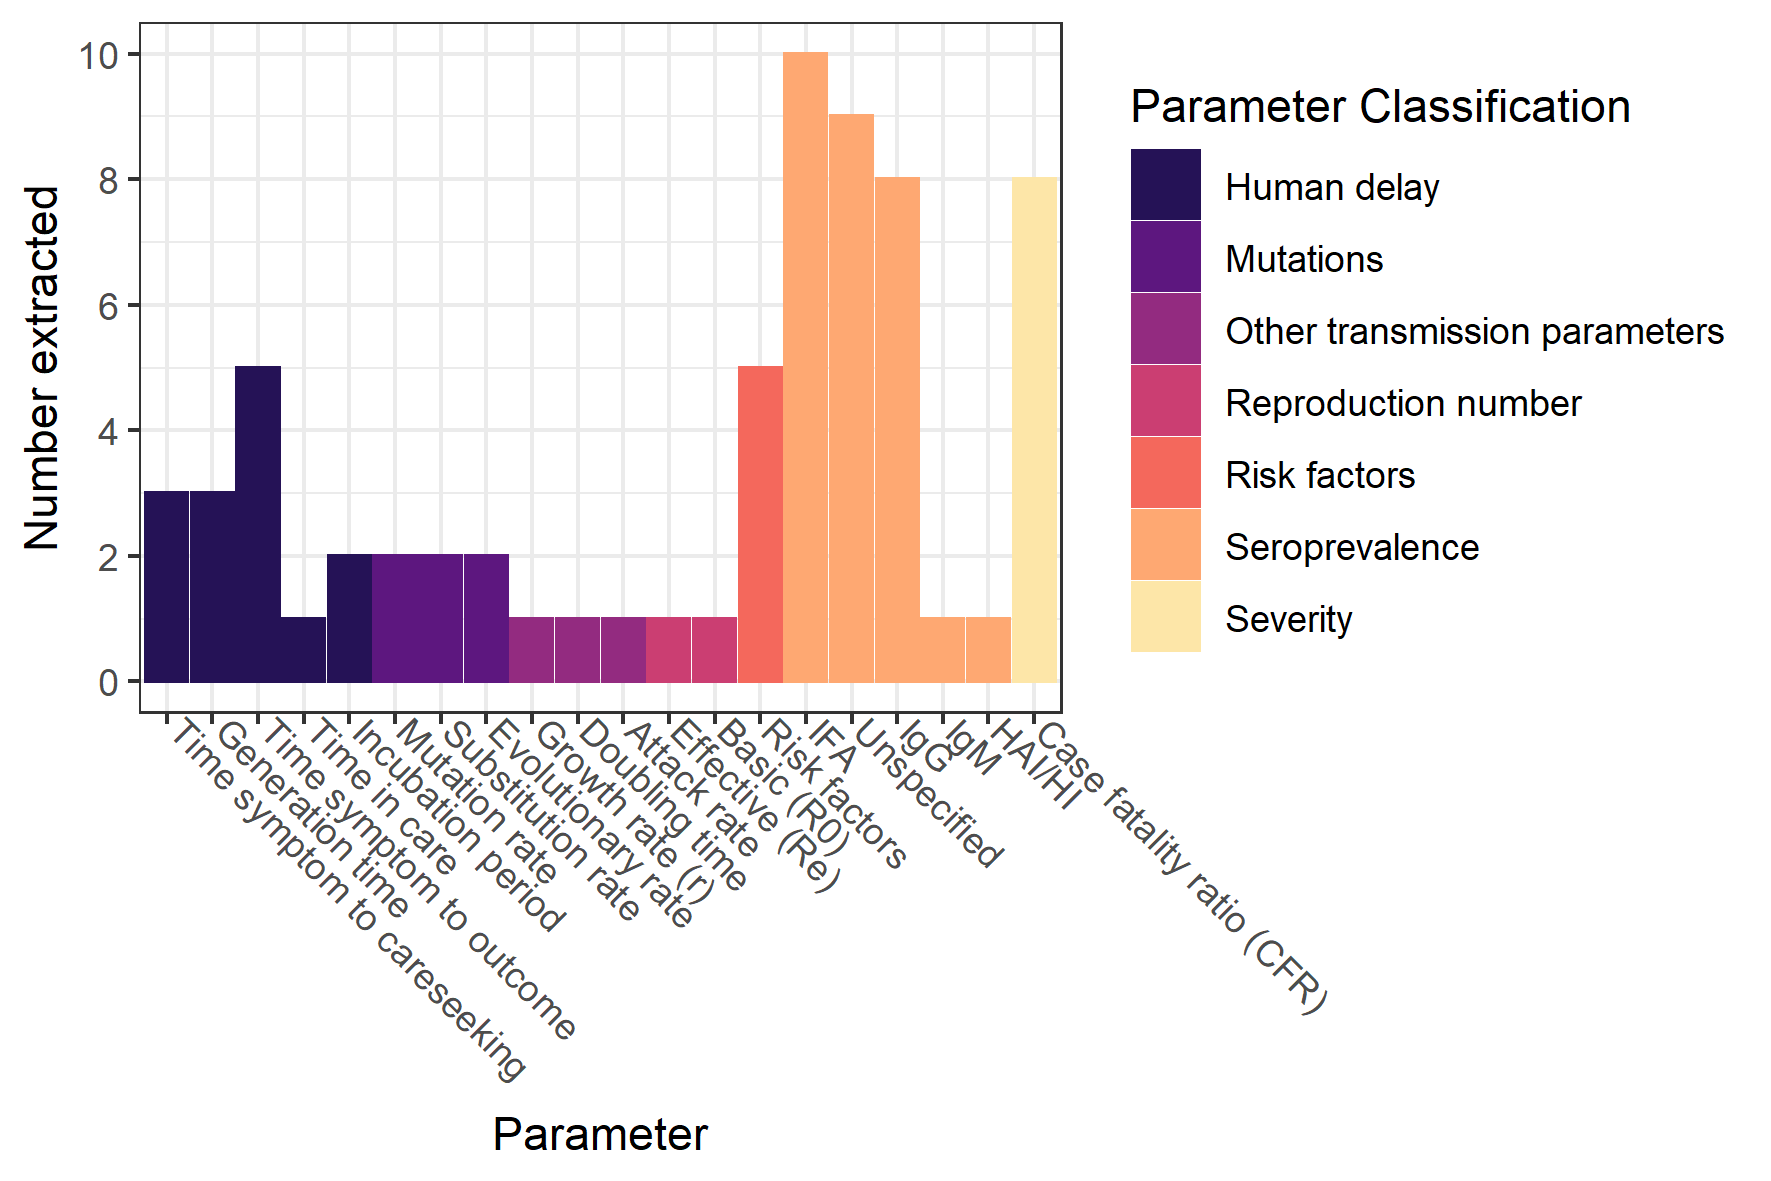 Number extracted
10
8
6
4
2
0
Time symptom to careseeking
Generation time
Time symptom to outcome
Time in care
Incubation period
Mutation rate
Substitution rate
Evolutionary rate
Growth rate (r)
Doubling time
Attack rate
Effective (Re)
Basic (R0)
Risk factors
IFA
Unspecified
IgG
IgM
HAI/HI
Case fatality ratio (CFR)
Parameter
Parameter Classification
Human delay
Mutations
Other transmission parameters
Reproduction number
Risk factors
Seroprevalence
Severity